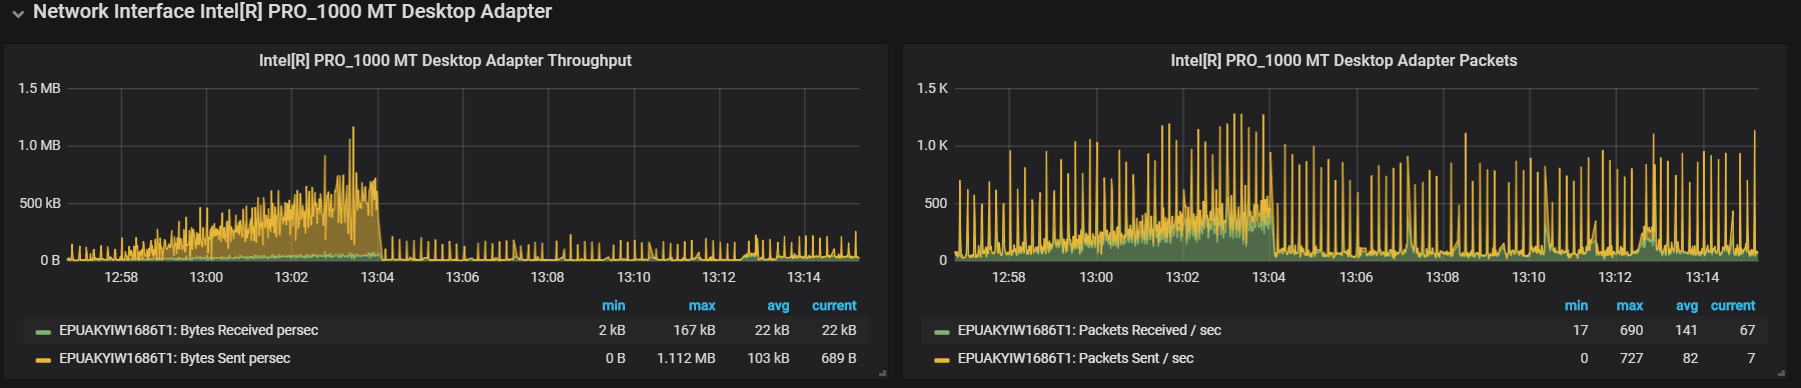 Network Interface Intel[R] PRO_1000 MT Desktop Adapter
Intel[R] PRO_1000 MT Desktop Adapter Throughput
1.5 MB
1.0 MB
500 kB
0 B
12:58 13:00 13:02 13:04 13:06 13:08 13:10 13:12 13:14
min max avg current
EPUAKYIW1686T1: Bytes Received persec 2 kB 167 kB 22 kB 22 kB
EPUAKYIW1686T1: Bytes Sent persec 0 B 1.112 MB 103 kB 689 B
Intel[R] PRO_1000 MT Desktop Adapter Packets
1.5 K
1.0 K
500
0
12:58 13:00 13:02 13:04 13:06 13:08 13:10 13:12 13:14
min max avg current
EPUAKYIW1686T1: Packets Received / sec 17 690 141 67
EPUAKYIW1686T1: Packets Sent / sec 0 727 82 7